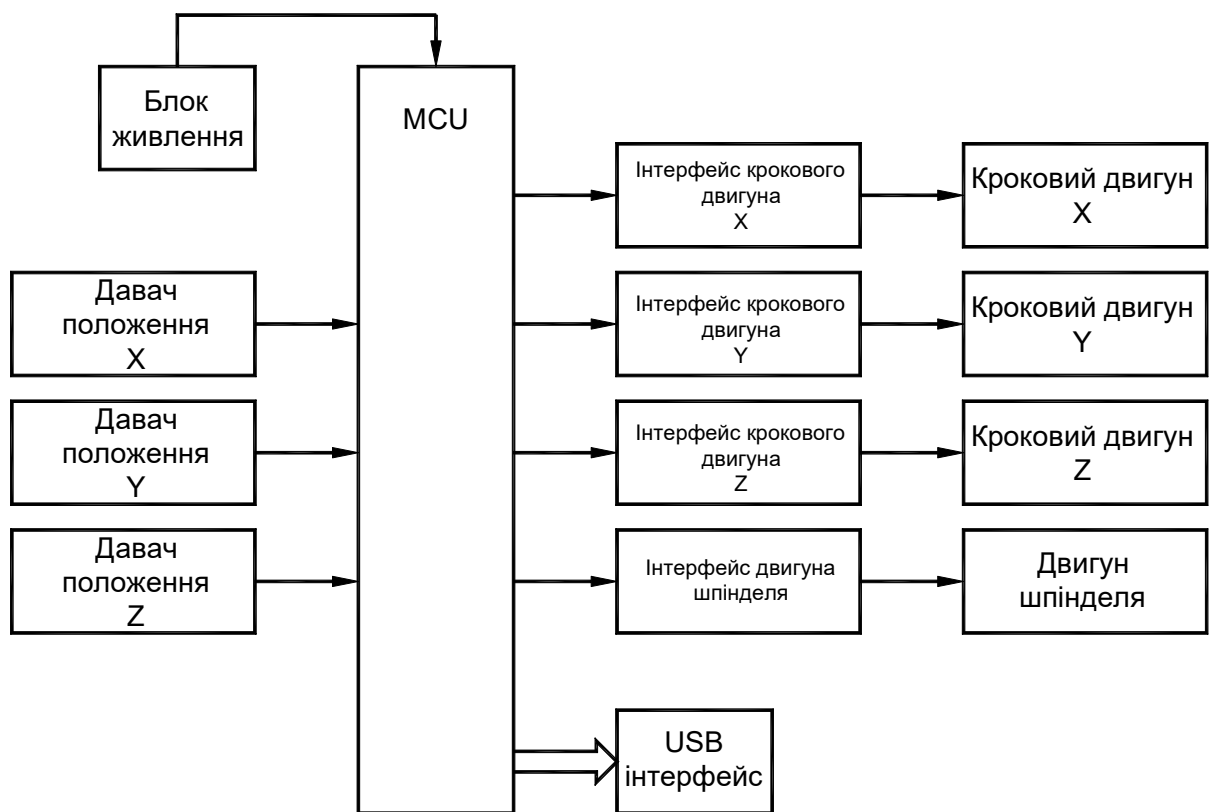 Блок
живлення
MCU
Інтерфейс крокового
двигуна
X
Кроковий двигун
X
Давач
положення
X
Інтерфейс крокового
двигуна
Y
Кроковий двигун
Y
Давач
положення
Y
Інтерфейс крокового
двигуна
Z
Кроковий двигун
Z
Давач
положення
Z
Інтерфейс двигуна
шпінделя
Двигун
шпінделя
USB
інтерфейс